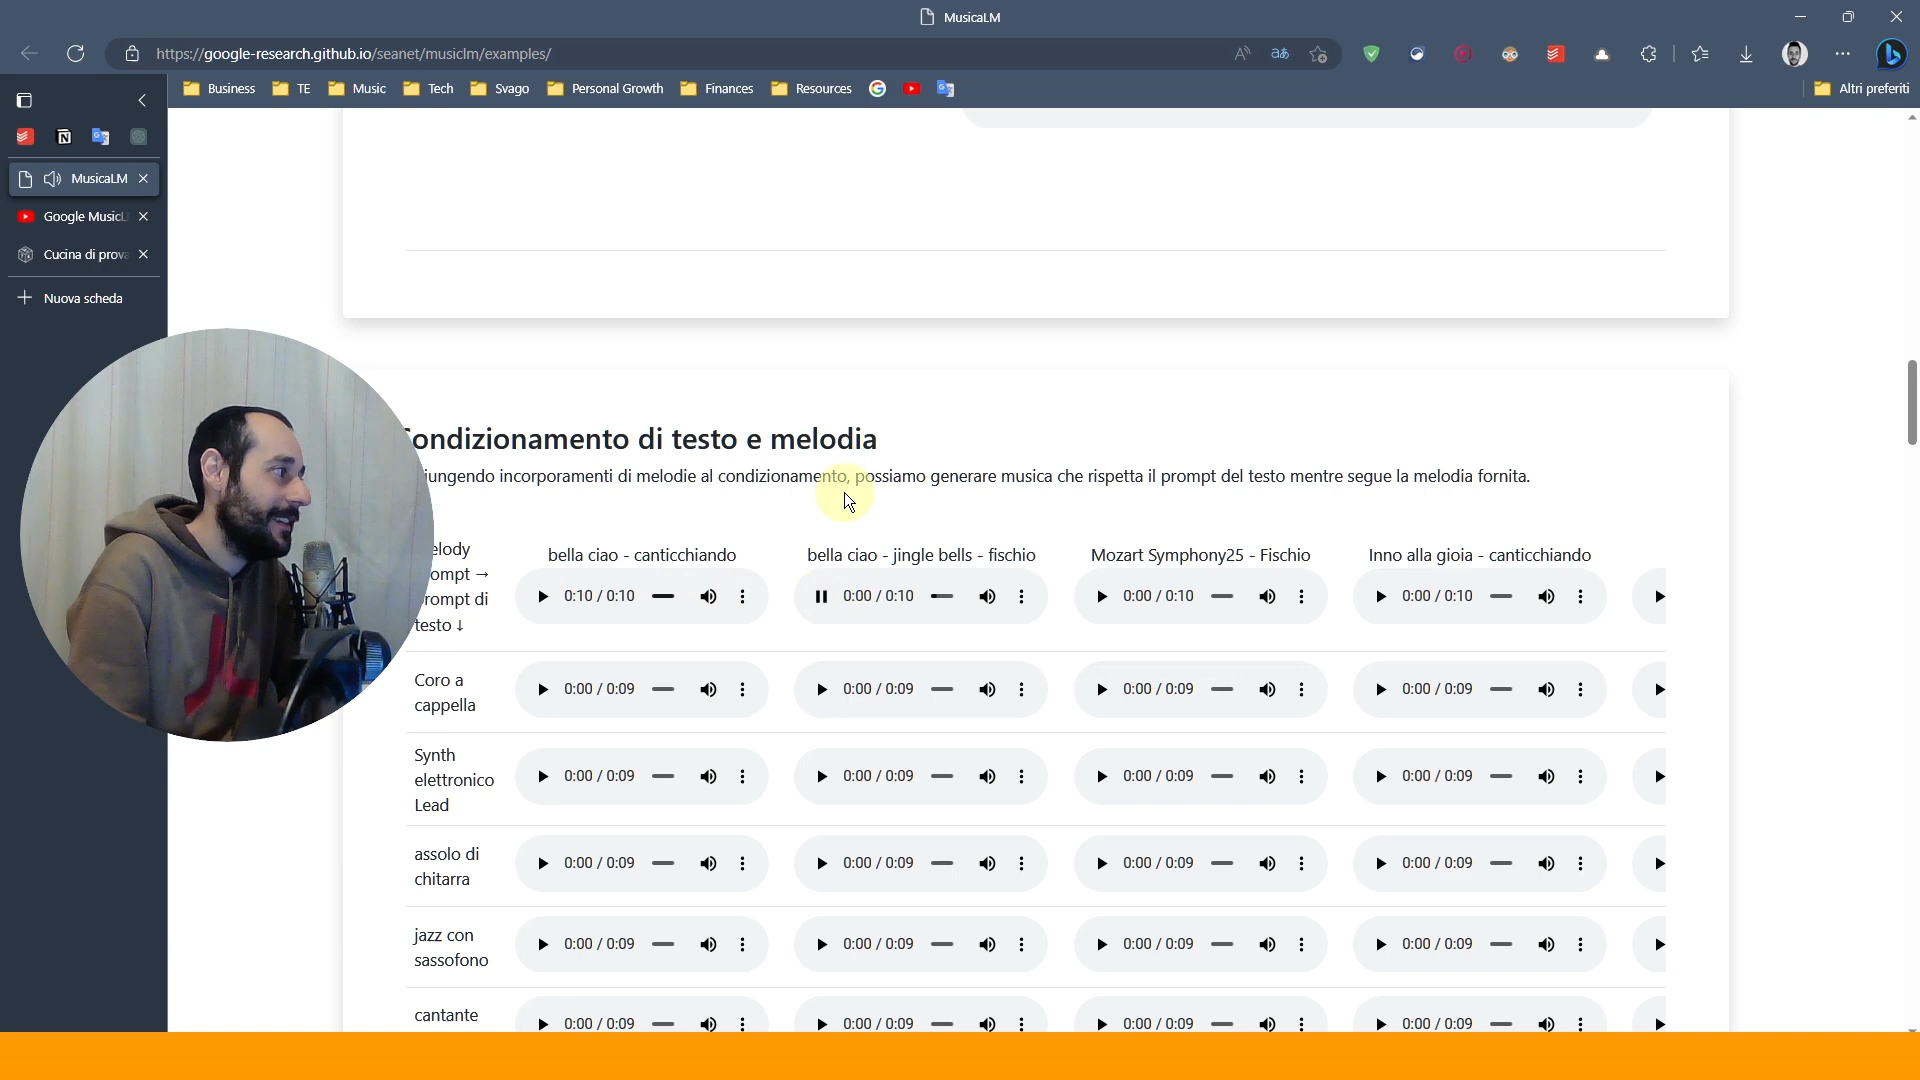 MusicaLM
https://google-research.github.io/seanet/musiclm/examples/
aあ
Business TE Music Tech Svago Personal Growth Finances Resources Altri preferiti
MusicaLM
Google MusicL
Cucina di prova
Nuova scheda
ondizionamento di testo e melodia
iungendo incorporamenti di melodie al condizionamento, possiamo generare musica che rispetta il prompt del testo mentre segue la melodia fornita.
elody
ompt →
rompt di
testo ↓
bella ciao - canticchiando bella ciao - jingle bells - fischio Mozart Symphony25 - Fischio Inno alla gioia - canticchiando
0:10 / 0:10 0:00 / 0:10 0:00 / 0:10 0:00 / 0:10
Coro a
cappella
0:00 / 0:09 0:00 / 0:09 0:00 / 0:09 0:00 / 0:09
Synth
elettronico
Lead
0:00 / 0:09 0:00 / 0:09 0:00 / 0:09 0:00 / 0:09
assolo di
chitarra
0:00 / 0:09 0:00 / 0:09 0:00 / 0:09 0:00 / 0:09
jazz con
sassofono
0:00 / 0:09 0:00 / 0:09 0:00 / 0:09 0:00 / 0:09
cantante
0:00 / 0:09 0:00 / 0:09 0:00 / 0:09 0:00 / 0:09